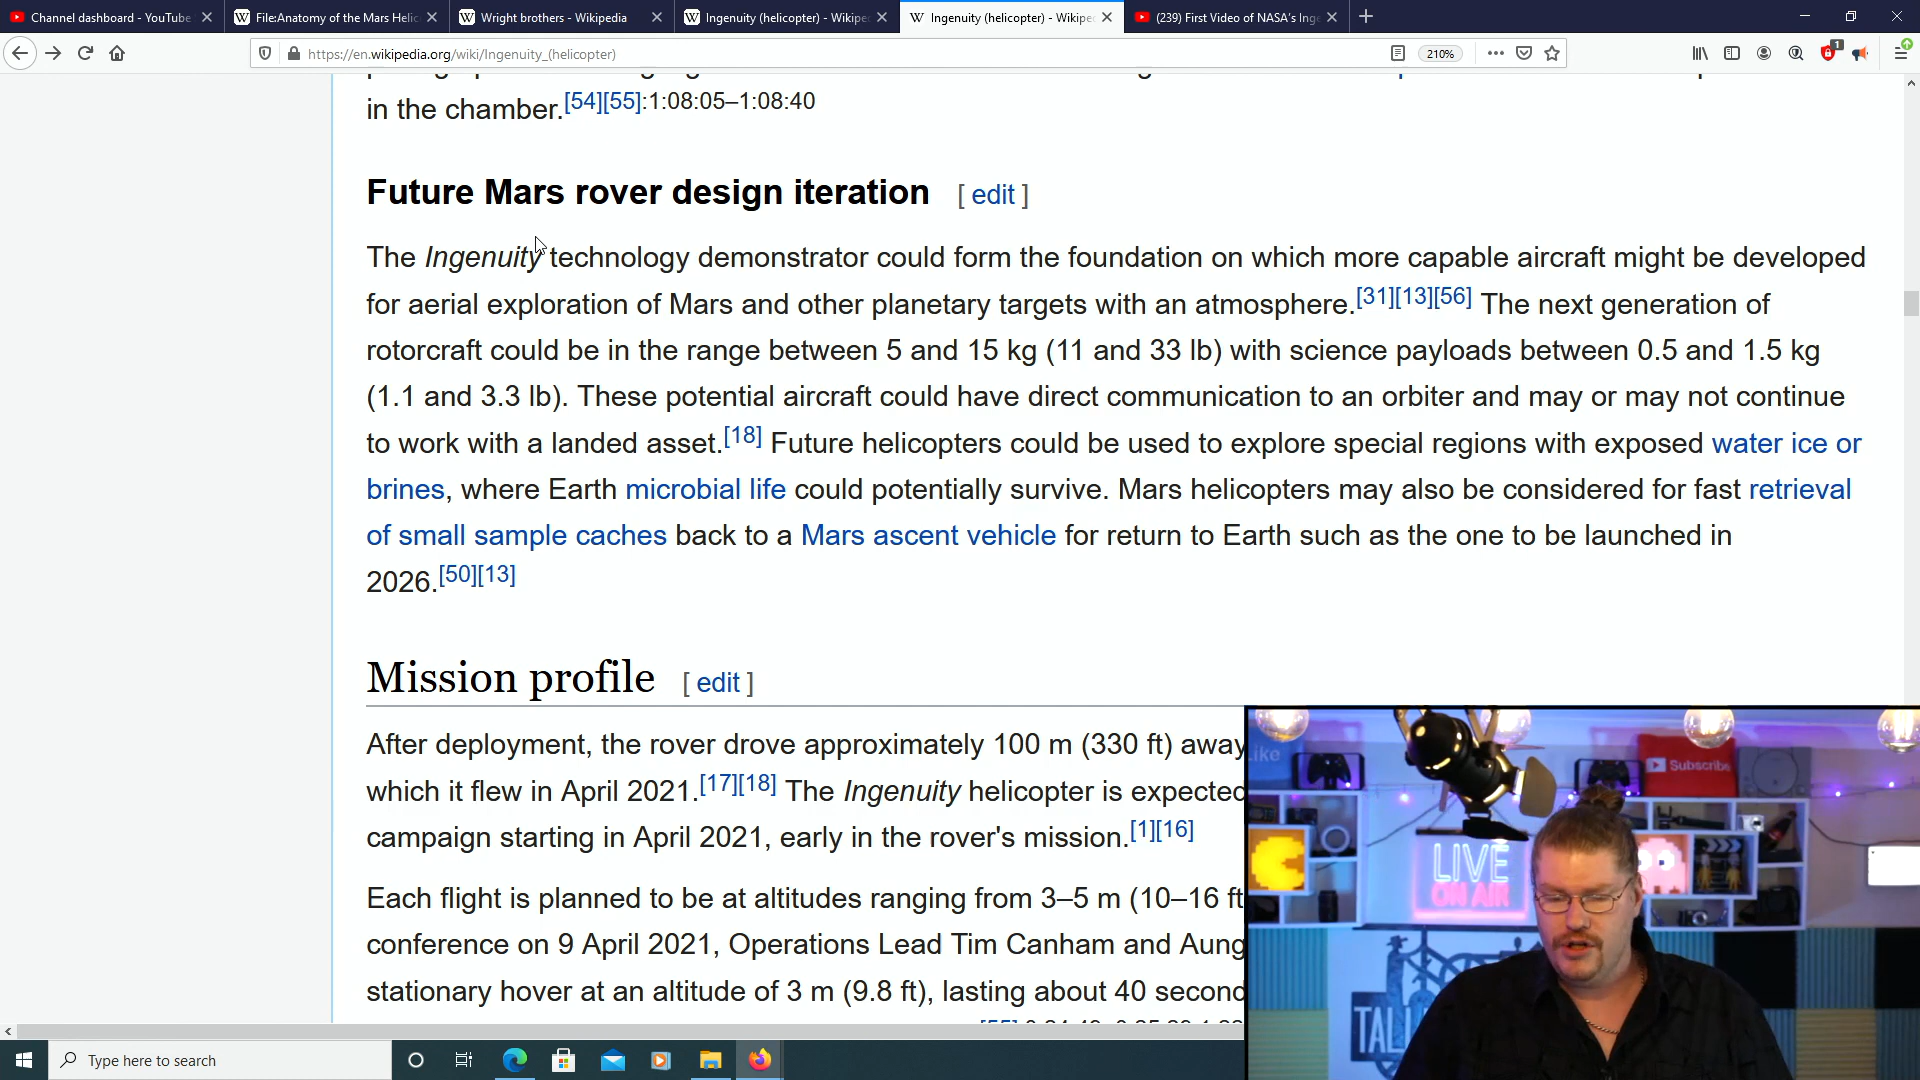 Channel dashboard - YouTube
File:Anatomy of the Mars Helic
Wright brothers - Wikipedia
Ingenuity (helicopter) - Wikipe
Ingenuity (helicopter) - Wikipe
(239) First Video of NASA's Inge
https://en.wikipedia.org/wiki/Ingenuity_(helicopter)
210%
1
in the chamber.[54][55]:1:08:05–1:08:40
Future Mars rover design iteration [ edit ]
The Ingenuity technology demonstrator could form the foundation on which more capable aircraft might be developed
for aerial exploration of Mars and other planetary targets with an atmosphere.[31][13][56] The next generation of
rotorcraft could be in the range between 5 and 15 kg (11 and 33 lb) with science payloads between 0.5 and 1.5 kg
(1.1 and 3.3 lb). These potential aircraft could have direct communication to an orbiter and may or may not continue
to work with a landed asset.[18] Future helicopters could be used to explore special regions with exposed water ice or
brines, where Earth microbial life could potentially survive. Mars helicopters may also be considered for fast retrieval
of small sample caches back to a Mars ascent vehicle for return to Earth such as the one to be launched in
2026.[50][13]
Mission profile [ edit ]
After deployment, the rover drove approximately 100 m (330 ft) away
which it flew in April 2021.[17][18] The Ingenuity helicopter is expected
campaign starting in April 2021, early in the rover's mission.[1][16]
Each flight is planned to be at altitudes ranging from 3–5 m (10–16 ft
conference on 9 April 2021, Operations Lead Tim Canham and Aung
stationary hover at an altitude of 3 m (9.8 ft), lasting about 40 second
like
Subscribe
LIVE
ON AIR
TALL
Type here to search